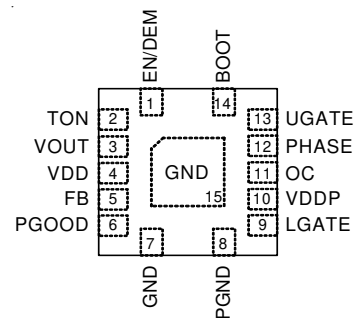 EN/DEM
BOOT
1
14
TON 2
13 UGATE
VOUT 3
12 PHASE
VDD 4
GND
11 OC
FB 5
15
10 VDDP
PGOOD 6
9 LGATE
7
8
GND
PGND